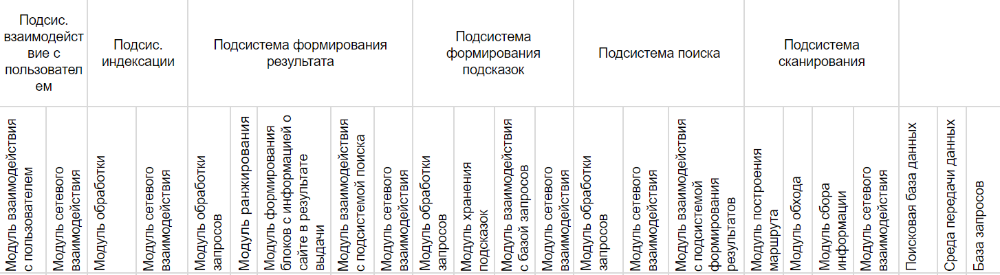 Подсис.
взаимодейст
вие с
пользовател
ем
Подсис.
индексации
Подсистема формирования
результата
Подсистема
формирования
подсказок
Подсистема поиска
Подсистема
сканирования
Модуль взаимодействия
с пользователем
Модуль сетевого
взаимодействия
Модуль обработки
Модуль сетевого
взаимодействия
Модуль обработки
запросов
Модуль ранжирования
Модуль формирования
блоков с информацией о
сайте в результате
выдачи
Модуль взаимодействия
с подсистемой поиска
Модуль сетевого
взаимодействия
Модуль обработки
запросов
Модуль хранения
подсказок
Модуль взаимодействия
с базой запросов
Модуль сетевого
взаимодействия
Модуль обработки
запросов
Модуль сетевого
взаимодействия
Модуль взаимодействия
с подсистемой
формирования
результатов
Модуль построения
маршрута
Модуль обхода
Модуль сбора
информации
Модуль сетевого
взаимодействия
Поисковая база данных
Среда передачи данных
База запросов